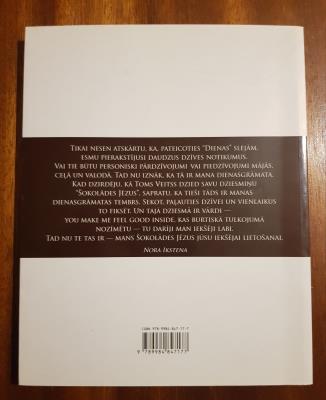 Tikai nesen atskārtu, ka, pateicoties "Dienas" slejām,
esmu pierakstījusi daudzus dzīves notikumus.
Vai tie būtu personiski pārdzīvojumi vai piedzīvojumi mājās,
ceļā un valodā. Tad nu iznāk, ka tā ir mana dienasgrāmata.
Kad dzirdēju, kā Toms Veitss dzied savu dziesmiņu
"Šokolādes Jēzus", sapratu, ka tieši tāds ir manas
dienasgrāmatas tembrs. Sekot, paļauties dzīvei un vienlaikus
to fiksēt. Un tajā dziesmā ir vārdi —
you make me feel good inside, kas burtiskā tulkojumā
nozīmētu — tu darīji man iekšēji labi.
Tad nu te tas ir — mans Šokolādes Jēzus jūsu iekšējai lietošanai.
Nora Ikstena
ISBN 978-9984-847-17-7
9 789984 847177